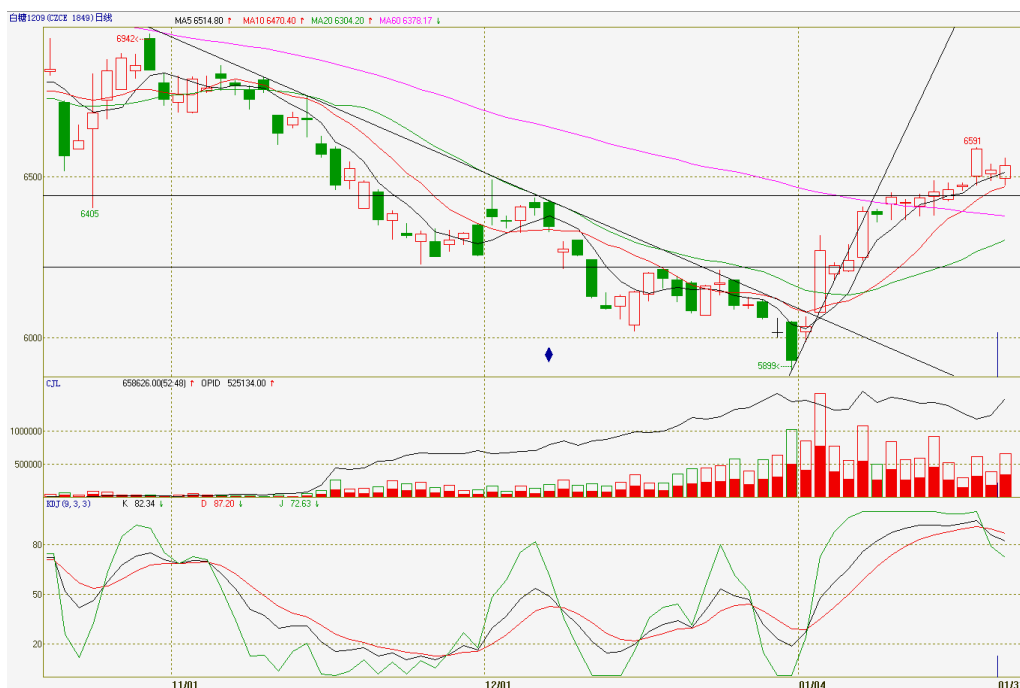 白糖1209(CZCE 1849)日线 MA5 6514.80 ↑ MA10 6470.40 ↑ MA20 6304.20 ↑ MA60 6378.17 ↓
6942
6591
6500
6405
6000
5899
CJL 658626.00(52.48) ↑ OPID 525134.00 ↑
1000000
500000
KDJ(9,3,3) K 82.34 ↓ D 87.20 ↓ J 72.63 ↓
80
50
20
11/01 12/01 01/04 01/3